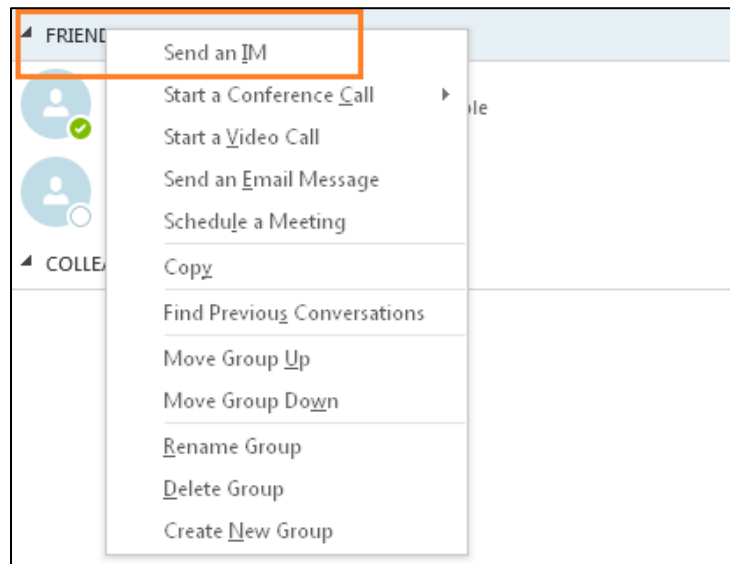 FRIEND
Send an IM
Start a Conference Call
Start a Video Call
Send an Email Message
Schedule a Meeting
COLLEA
Copy
Find Previous Conversations
Move Group Up
Move Group Down
Rename Group
Delete Group
Create New Group